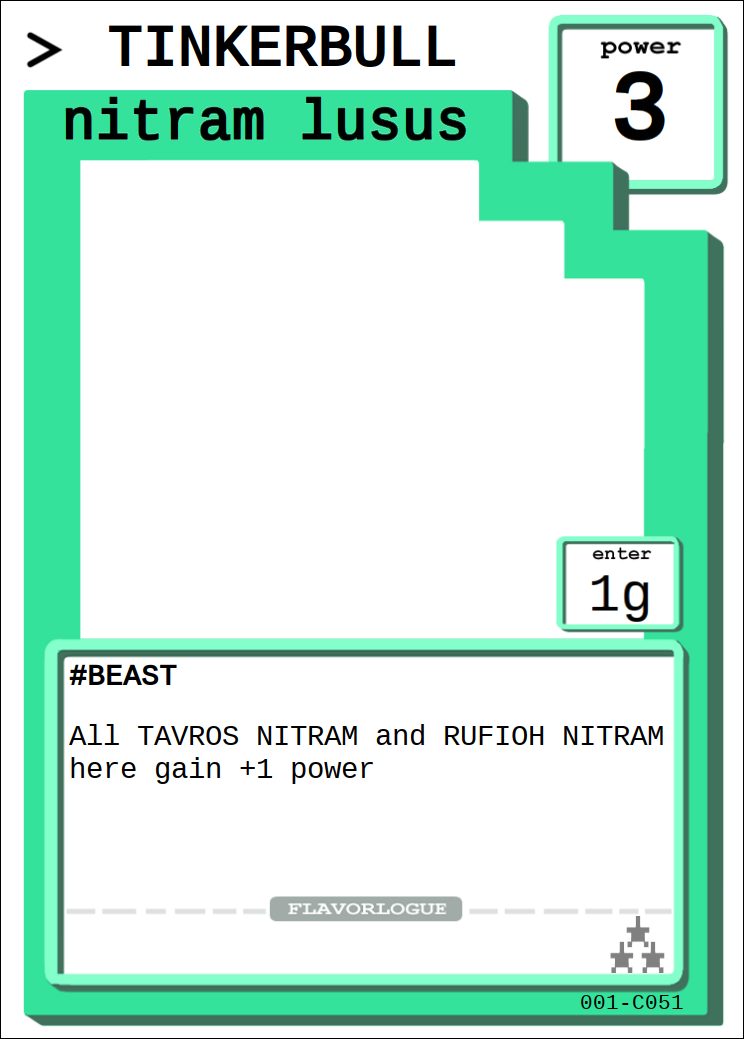 > TINKERBULL
nitram lusus
power
3
enter
1g
#BEAST
All TAVROS NITRAM and RUFIOH NITRAM
here gain +1 power
FLAVORLOGUE
001-C051